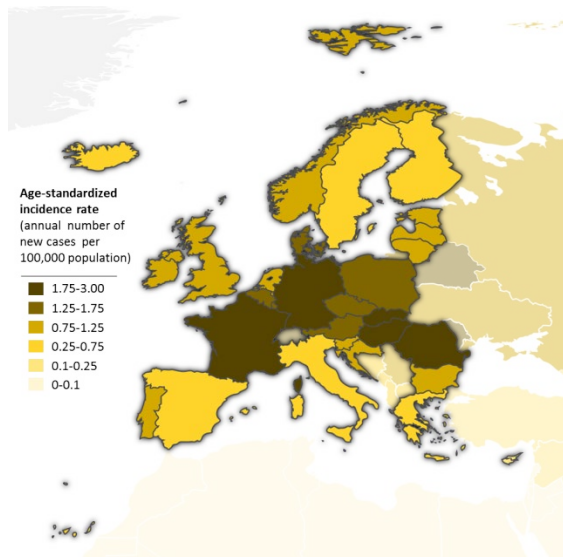 Age-standardized
incidence rate
(annual number of
new cases per
100,000 population)
1.75-3.00
1.25-1.75
0.75-1.25
0.25-0.75
0.1-0.25
0-0.1